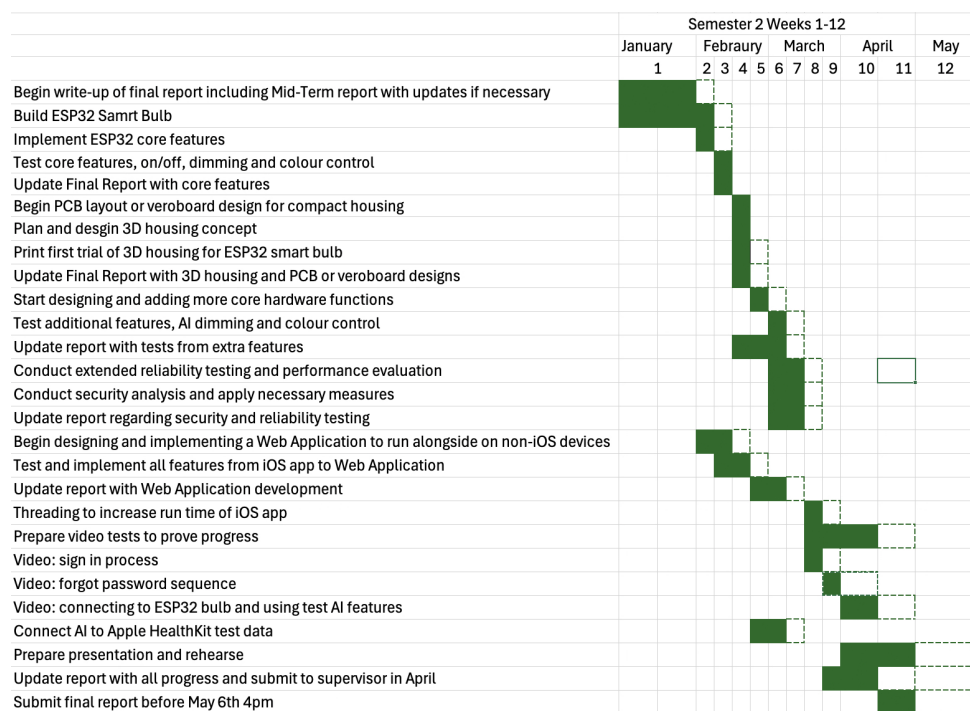 Semester 2 Weeks 1-12
January Febraury March April May
1 2 3 4 5 6 7 8 9 10 11 12
Begin write-up of final report including Mid-Term report with updates if necessary
Build ESP32 Samrt Bulb
Implement ESP32 core features
Test core features, on/off, dimming and colour control
Update Final Report with core features
Begin PCB layout or veroboard design for compact housing
Plan and desgin 3D housing concept
Print first trial of 3D housing for ESP32 smart bulb
Update Final Report with 3D housing and PCB or veroboard designs
Start designing and adding more core hardware functions
Test additional features, AI dimming and colour control
Update report with tests from extra features
Conduct extended reliability testing and performance evaluation
Conduct security analysis and apply necessary measures
Update report regarding security and reliability testing
Begin designing and implementing a Web Application to run alongside on non-iOS devices
Test and implement all features from iOS app to Web Application
Update report with Web Application development
Threading to increase run time of iOS app
Prepare video tests to prove progress
Video: sign in process
Video: forgot password sequence
Video: connecting to ESP32 bulb and using test AI features
Connect AI to Apple HealthKit test data
Prepare presentation and rehearse
Update report with all progress and submit to supervisor in April
Submit final report before May 6th 4pm